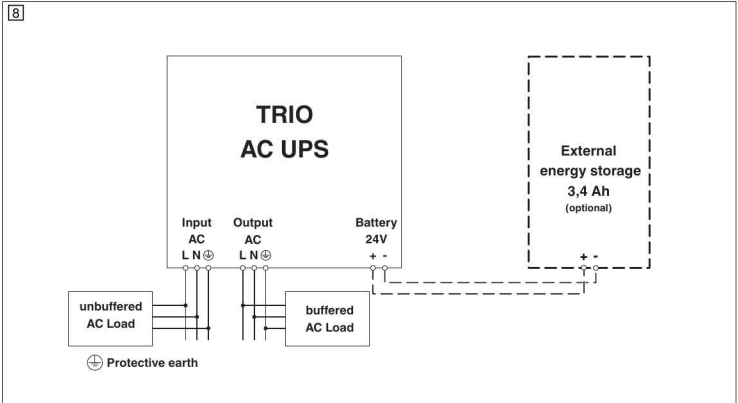 8
TRIO
AC UPS
Input
AC
L N
Output
AC
L N
Battery
24V
+ -
External
energy storage
3,4 Ah
(optional)
+ -
unbuffered
AC Load
buffered
AC Load
Protective earth